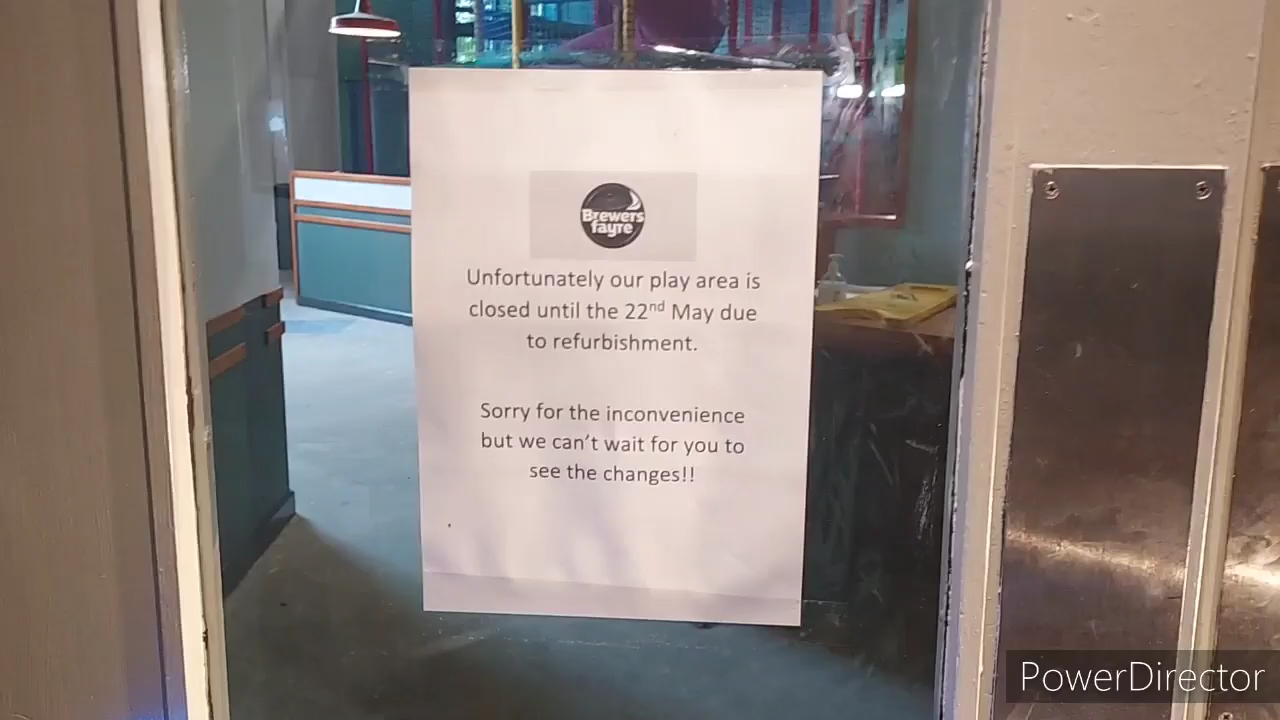 Brewers
fayre
Unfortunately our play area is
closed until the 22nd May due
to refurbishment.
Sorry for the inconvenience
but we can’t wait for you to
see the changes!!
PowerDirector